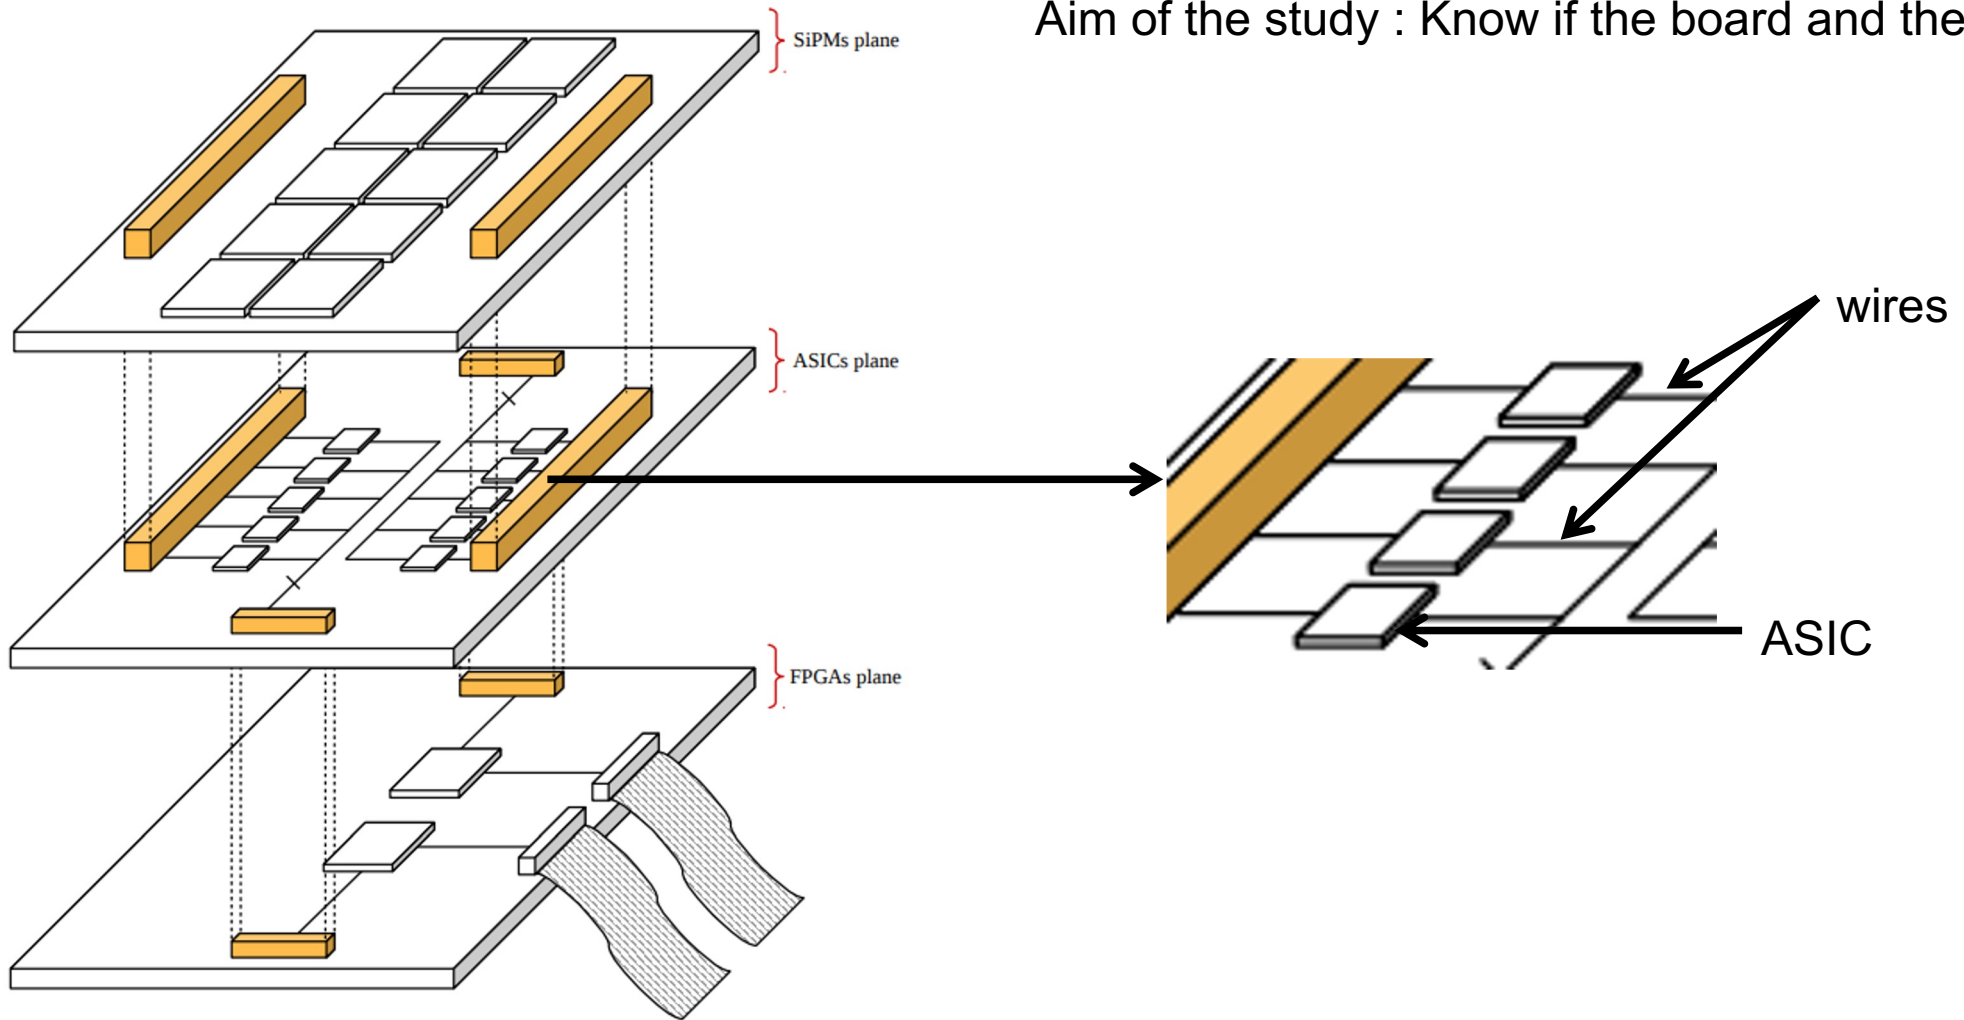 Aim of the study : Know if the board and the
SiPMs plane
ASICs plane
wires
ASIC
FPGAs plane